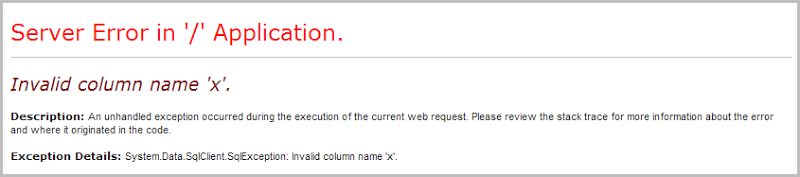 Server Error in '/' Application.
Invalid column name 'x'.
Description: An unhandled exception occurred during the execution of the current web request. Please review the stack trace for more information about the error
and where it originated in the code.
Exception Details: System.Data.SqlClient.SqlException: Invalid column name 'x'.